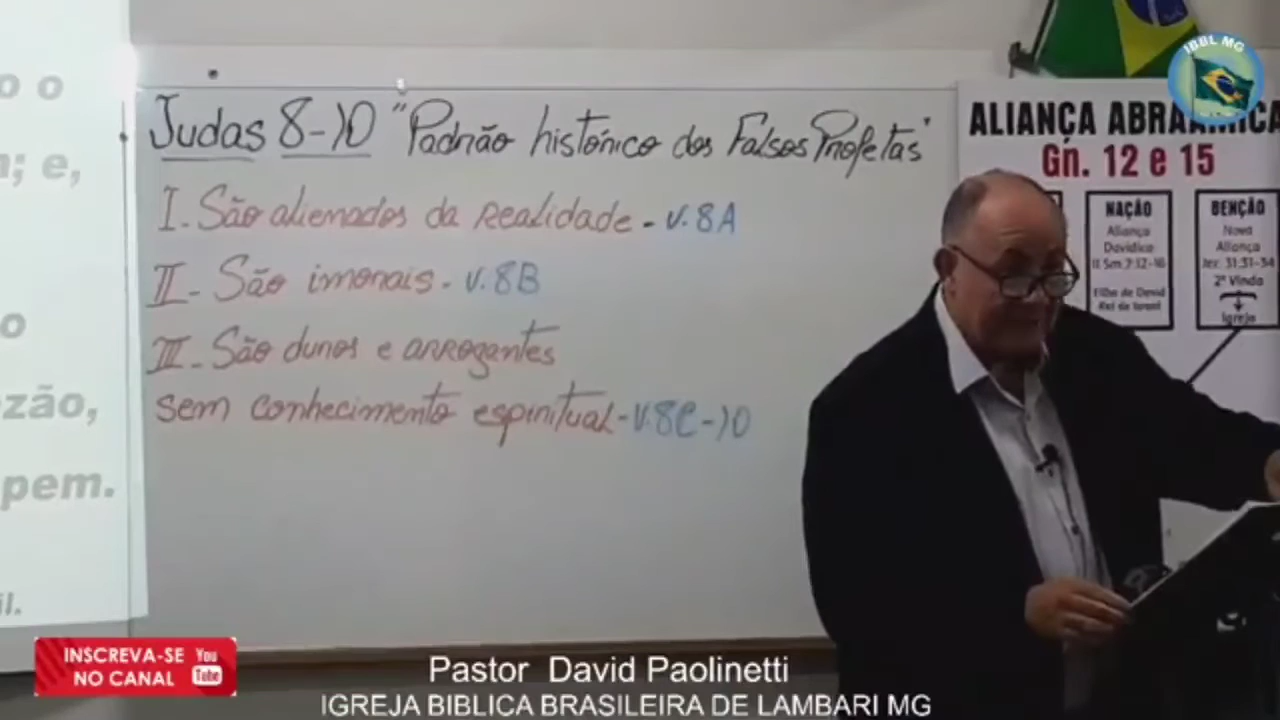 o o
; e,
o
zão,
pem.
il.
Judas 8-10 "Padrão histórico dos Falsos Profetas"
I. São alienados da realidade - v.8A
II - São imorais - v.8B
III - São duros e arrogantes
sem conhecimento espiritual - v.8C-10
IBBL MG
ALIANÇA ABRAÂMICA
Gn. 12 e 15
NAÇÃO
Aliança
Davídica
II Sm 7:12-16
Filho de David
Rei de Israel
BENÇÃO
Nova
Aliança
Jer. 31:31-34
2ª Vinda
Igreja
INSCREVA-SE
NO CANAL
You
Tube
Pastor David Paolinetti
IGREJA BIBLICA BRASILEIRA DE LAMBARI MG